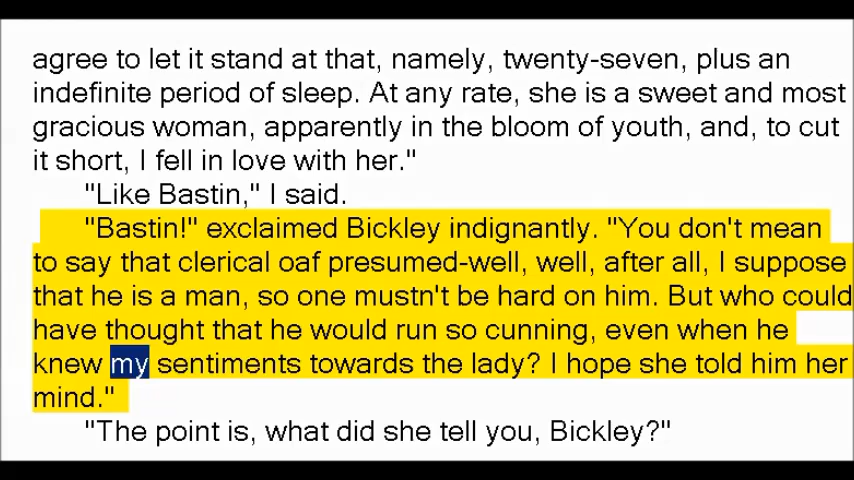 agree to let it stand at that, namely, twenty-seven, plus an
indefinite period of sleep. At any rate, she is a sweet and most
gracious woman, apparently in the bloom of youth, and, to cut
it short, I fell in love with her."
"Like Bastin," I said.
"Bastin!" exclaimed Bickley indignantly. "You don't mean
to say that clerical oaf presumed-well, well, after all, I suppose
that he is a man, so one mustn't be hard on him. But who could
have thought that he would run so cunning, even when he
knew my sentiments towards the lady? I hope she told him her
mind."
"The point is, what did she tell you, Bickley?"